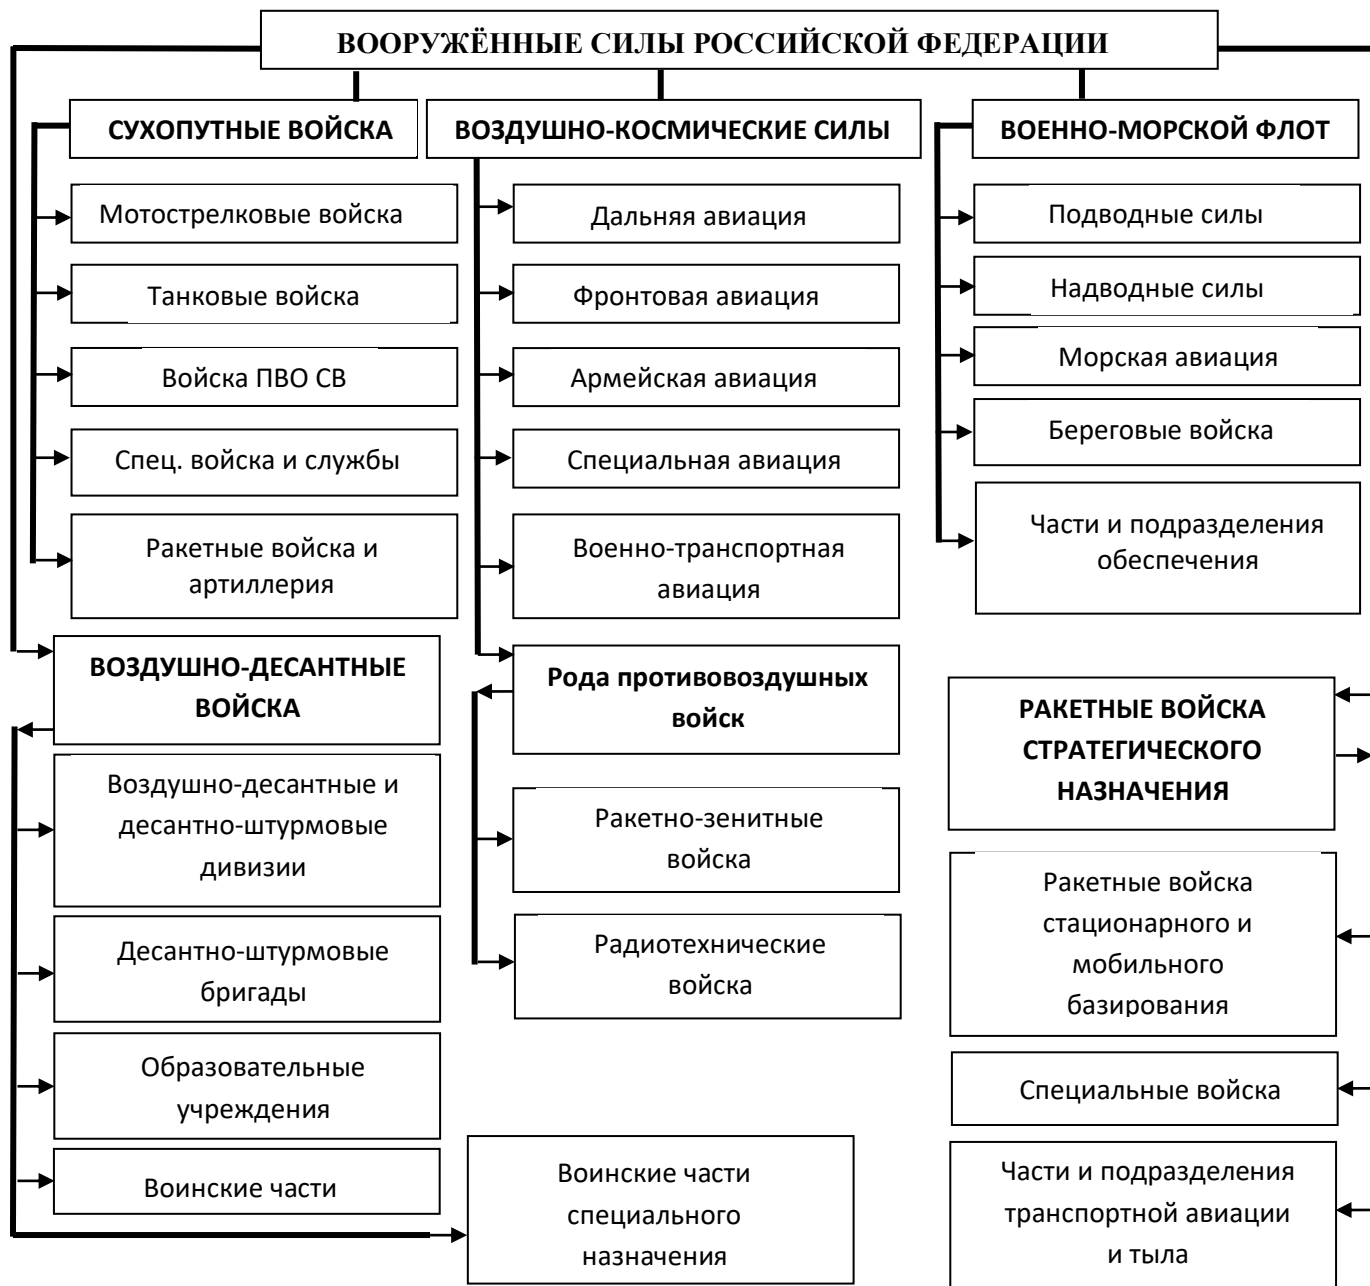 ВООРУЖЁННЫЕ СИЛЫ РОССИЙСКОЙ ФЕДЕРАЦИИ
СУХОПУТНЫЕ ВОЙСКА
Мотострелковые войска
Танковые войска
Войска ПВО СВ
Спец. войска и службы
Ракетные войска и
артиллерия
ВОЗДУШНО-КОСМИЧЕСКИЕ СИЛЫ
Дальняя авиация
Фронтовая авиация
Армейская авиация
Специальная авиация
Военно-транспортная
авиация
Рода противовоздушных
войск
Ракетно-зенитные
войска
Радиотехнические
войска
ВОЕННО-МОРСКОЙ ФЛОТ
Подводные силы
Надводные силы
Морская авиация
Береговые войска
Части и подразделения
обеспечения
ВОЗДУШНО-ДЕСАНТНЫЕ
ВОЙСКА
Воздушно-десантные и
десантно-штурмовые
дивизии
Десантно-штурмовые
бригады
Образовательные
учреждения
Воинские части
Воинские части
специального
назначения
РАКЕТНЫЕ ВОЙСКА
СТРАТЕГИЧЕСКОГО
НАЗНАЧЕНИЯ
Ракетные войска
стационарного и
мобильного
базирования
Специальные войска
Части и подразделения
транспортной авиации
и тыла